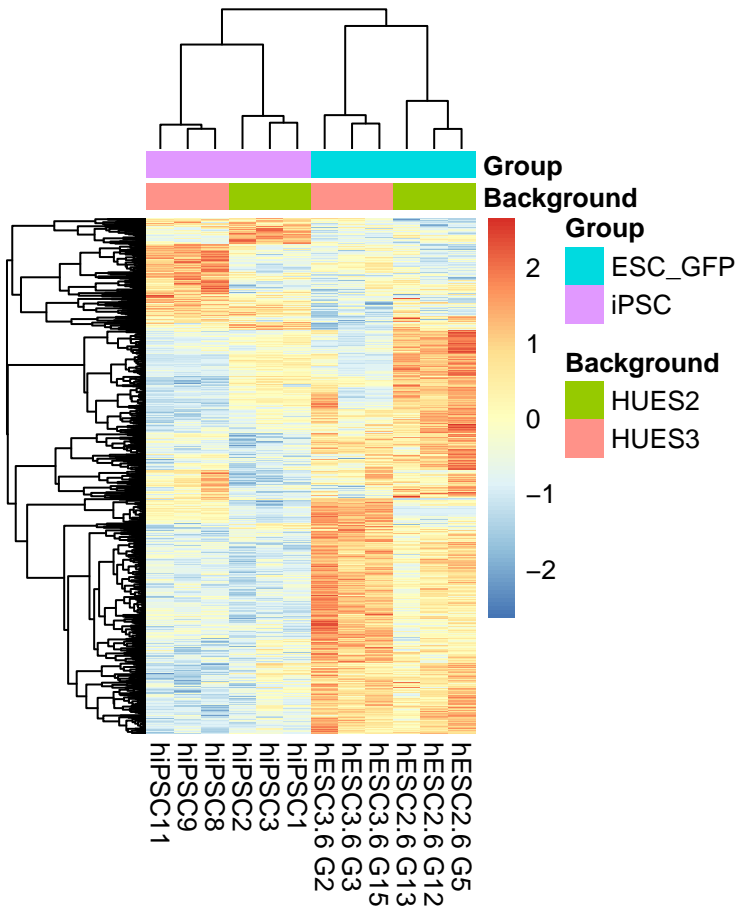 Group
Background
2
1
0
−1
−2
Group
ESC_GFP
iPSC
Background
HUES2
HUES3
hiPSC11
hiPSC9
hiPSC8
hiPSC2
hiPSC3
hiPSC1
hESC3.6 G2
hESC3.6 G3
hESC3.6 G15
hESC2.6 G13
hESC2.6 G12
hESC2.6 G5